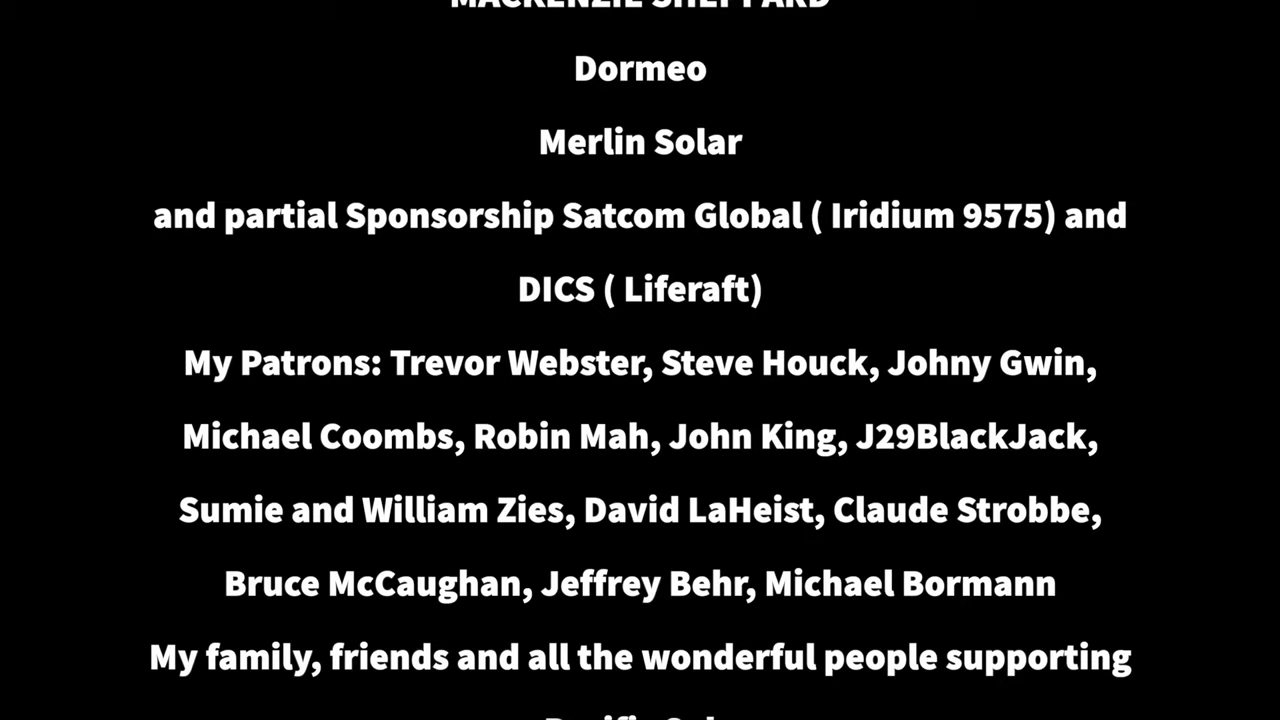 MACKENZIE SHEPPARD
Dormeo
Merlin Solar
and partial Sponsorship Satcom Global ( Iridium 9575) and
DICS ( Liferaft)
My Patrons: Trevor Webster, Steve Houck, Johny Gwin,
Michael Coombs, Robin Mah, John King, J29BlackJack,
Sumie and William Zies, David LaHeist, Claude Strobbe,
Bruce McCaughan, Jeffrey Behr, Michael Bormann
My family, friends and all the wonderful people supporting